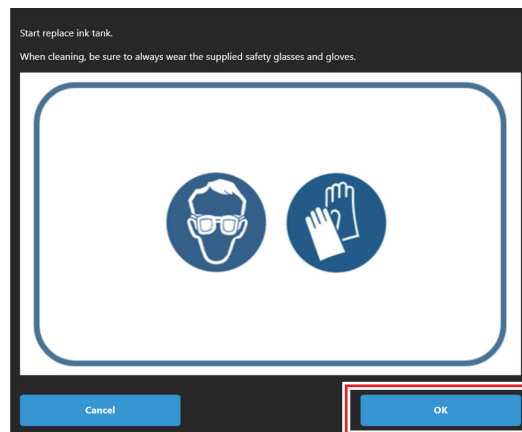 Start replace ink tank.
When cleaning, be sure to always wear the supplied safety glasses and gloves.
Cancel
OK